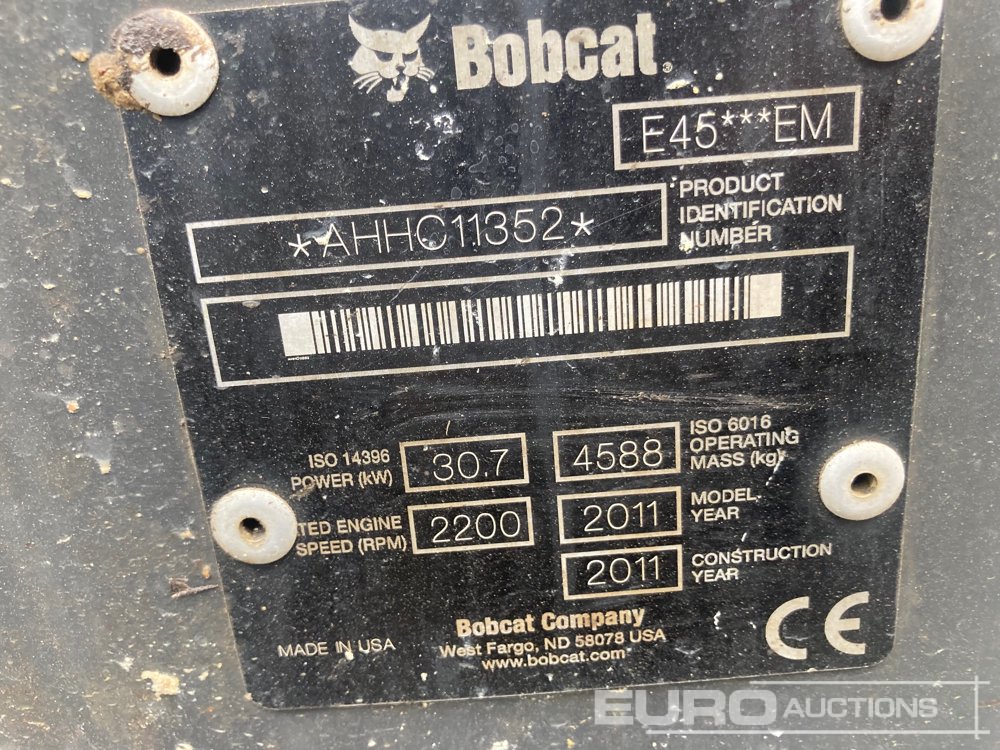 Bobcat®
E45***EM
PRODUCT
IDENTIFICATION
NUMBER
*AHHC11352*
ISO 14396
POWER (kW)
30.7
4588
ISO 6016
OPERATING
MASS (kg)
TED ENGINE
SPEED (RPM)
2200
2011
MODEL
YEAR
2011
CONSTRUCTION
YEAR
Bobcat Company
West Fargo, ND 58078 USA
www.bobcat.com
MADE IN USA
CE
EURO AUCTIONS